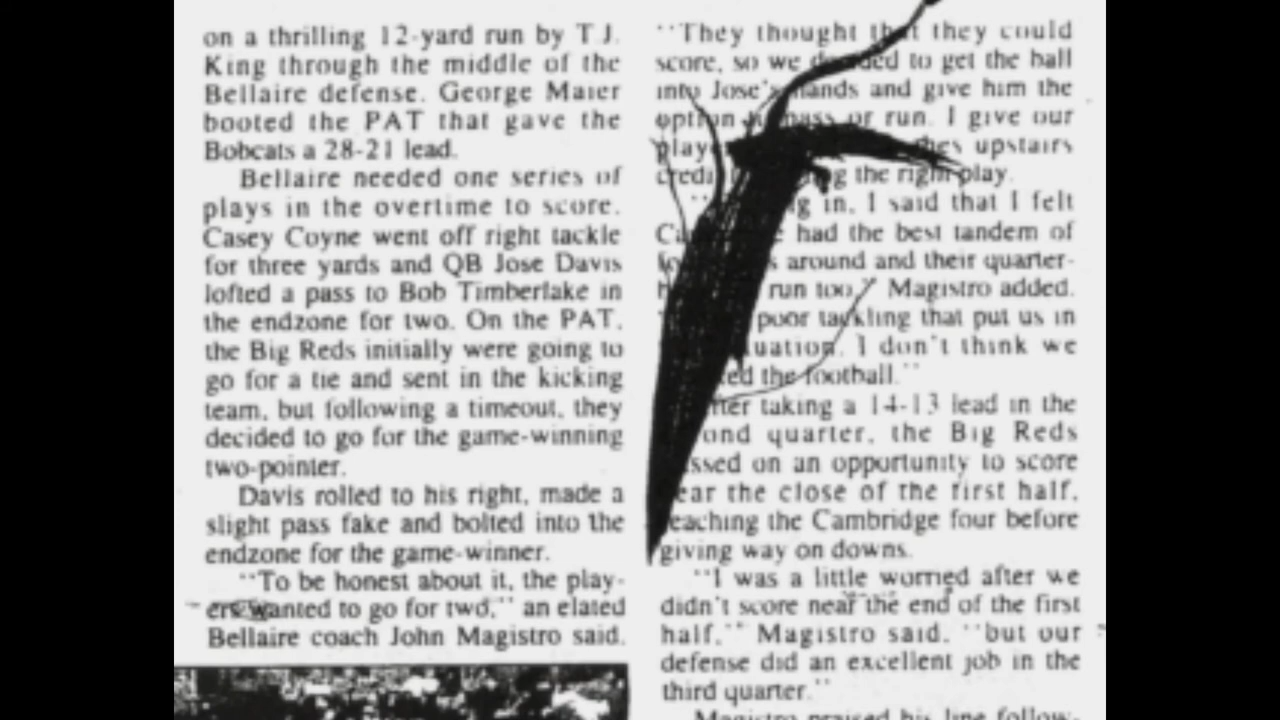 on a thrilling 12-yard run by T.J.
King through the middle of the
Bellaire defense. George Maier
booted the PAT that gave the
Bobcats a 28-21 lead.
Bellaire needed one series of
plays in the overtime to score.
Casey Coyne went off right tackle
for three yards and QB Jose Davis
lofted a pass to Bob Timberlake in
the endzone for two. On the PAT,
the Big Reds initially were going to
go for a tie and sent in the kicking
team, but following a timeout, they
decided to go for the game-winning
two-pointer.
Davis rolled to his right, made a
slight pass fake and bolted into the
endzone for the game-winner.
"To be honest about it, the play-
ers wanted to go for two," an elated
Bellaire coach John Magistro said.
"They thought that they could
score, so we decided to get the ball
into Jose's hands and give him the
option pass or run. I give our
upstairs
the right play.
in, I said that I felt
had the best tandem of
around and their quarter-
run too," Magistro added.
poor tackling that put us in
I don't think we
the football."
After taking a 14-13 lead in the
second quarter, the Big Reds
passed on an opportunity to score
near the close of the first half,
reaching the Cambridge four before
giving way on downs.
"I was a little worried after we
didn't score near the end of the first
half," Magistro said, "but our
defense did an excellent job in the
third quarter."
Magistro praised his line follow-